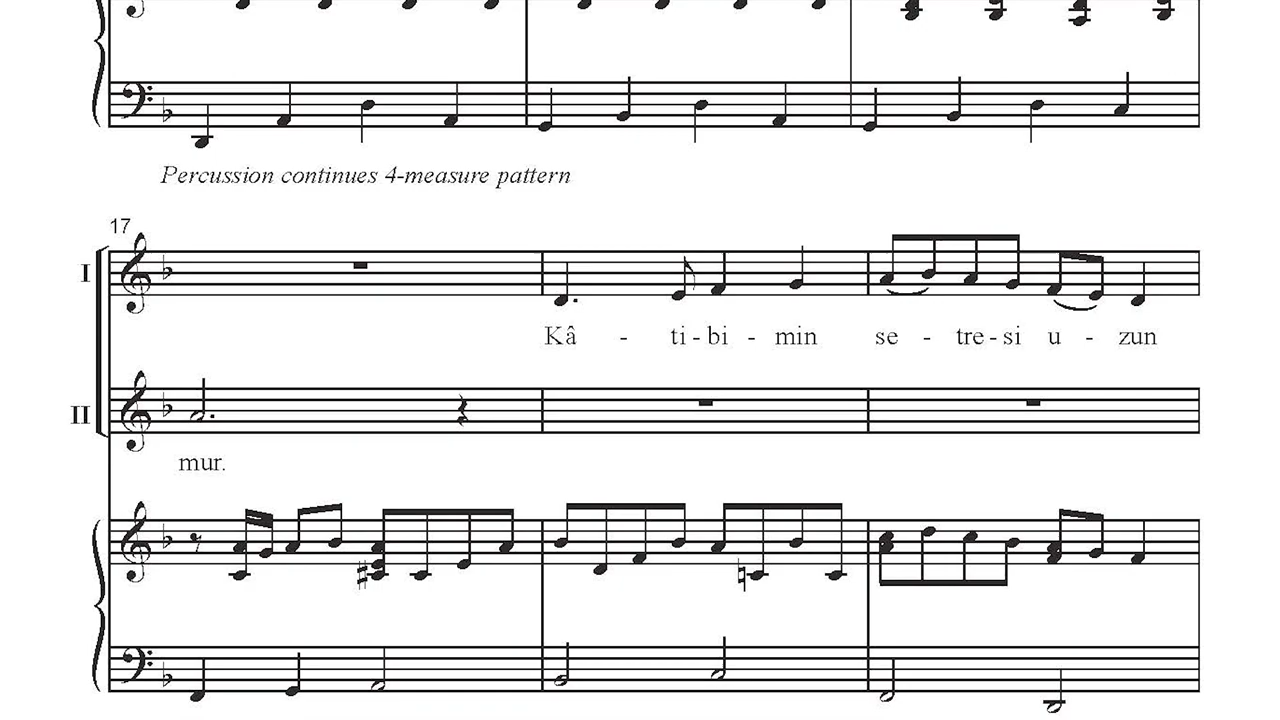 Percussion continues 4-measure pattern
17
I
Kâ - ti - bi - min se - tre - si u - zun
II
mur.